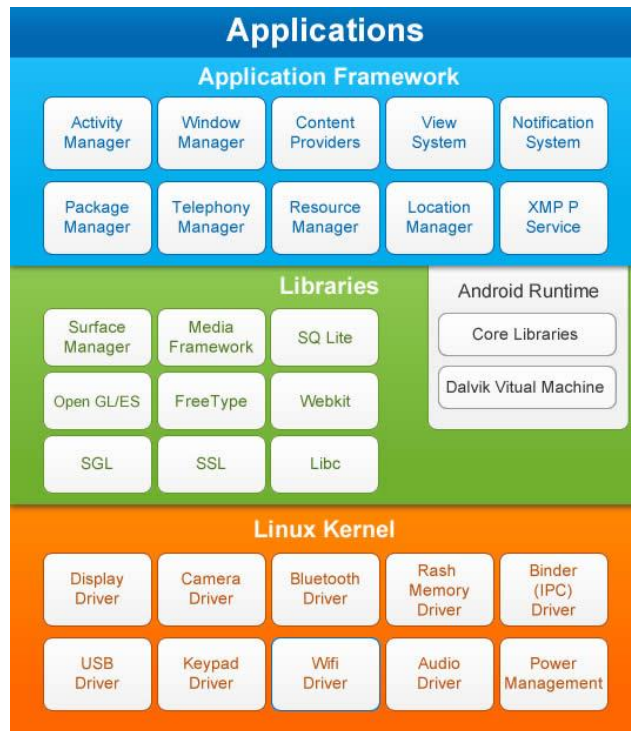 Applications
Application Framework
Activity
Manager
Window
Manager
Content
Providers
View
System
Notification
System
Package
Manager
Telephony
Manager
Resource
Manager
Location
Manager
XMP P
Service
Libraries
Surface
Manager
Media
Framework
SQ Lite
Open GL/ES
FreeType
Webkit
SGL
SSL
Libc
Android Runtime
Core Libraries
Dalvik Vitual Machine
Linux Kernel
Display
Driver
Camera
Driver
Bluetooth
Driver
Rash
Memory
Driver
Binder
(IPC)
Driver
USB
Driver
Keypad
Driver
Wifi
Driver
Audio
Driver
Power
Management